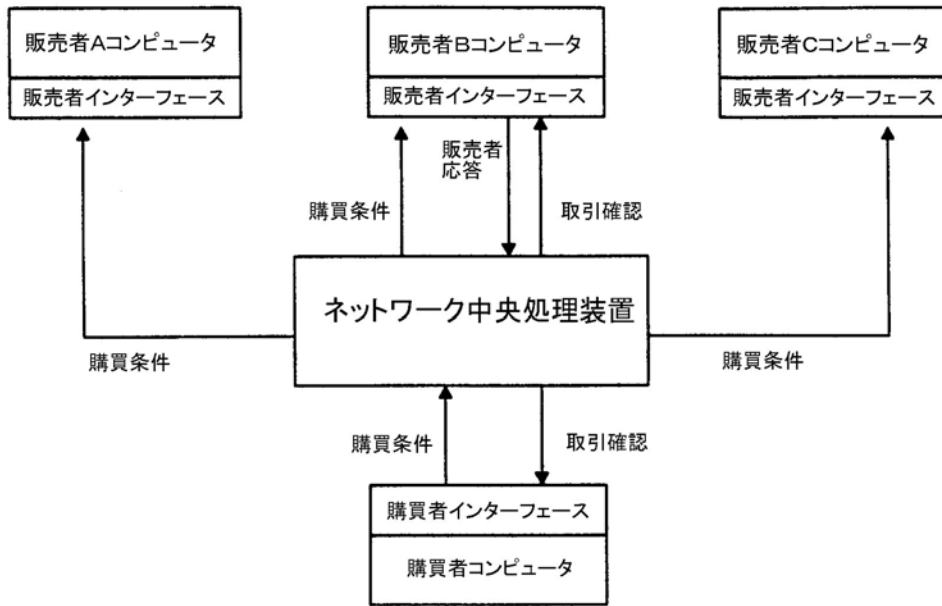 販売者Aコンピュータ
販売者インターフェース
販売者Bコンピュータ
販売者インターフェース
販売者Cコンピュータ
販売者インターフェース
販売者
応答
購買条件
取引確認
ネットワーク中央処理装置
購買条件
購買条件
購買条件
取引確認
購買者インターフェース
購買者コンピュータ